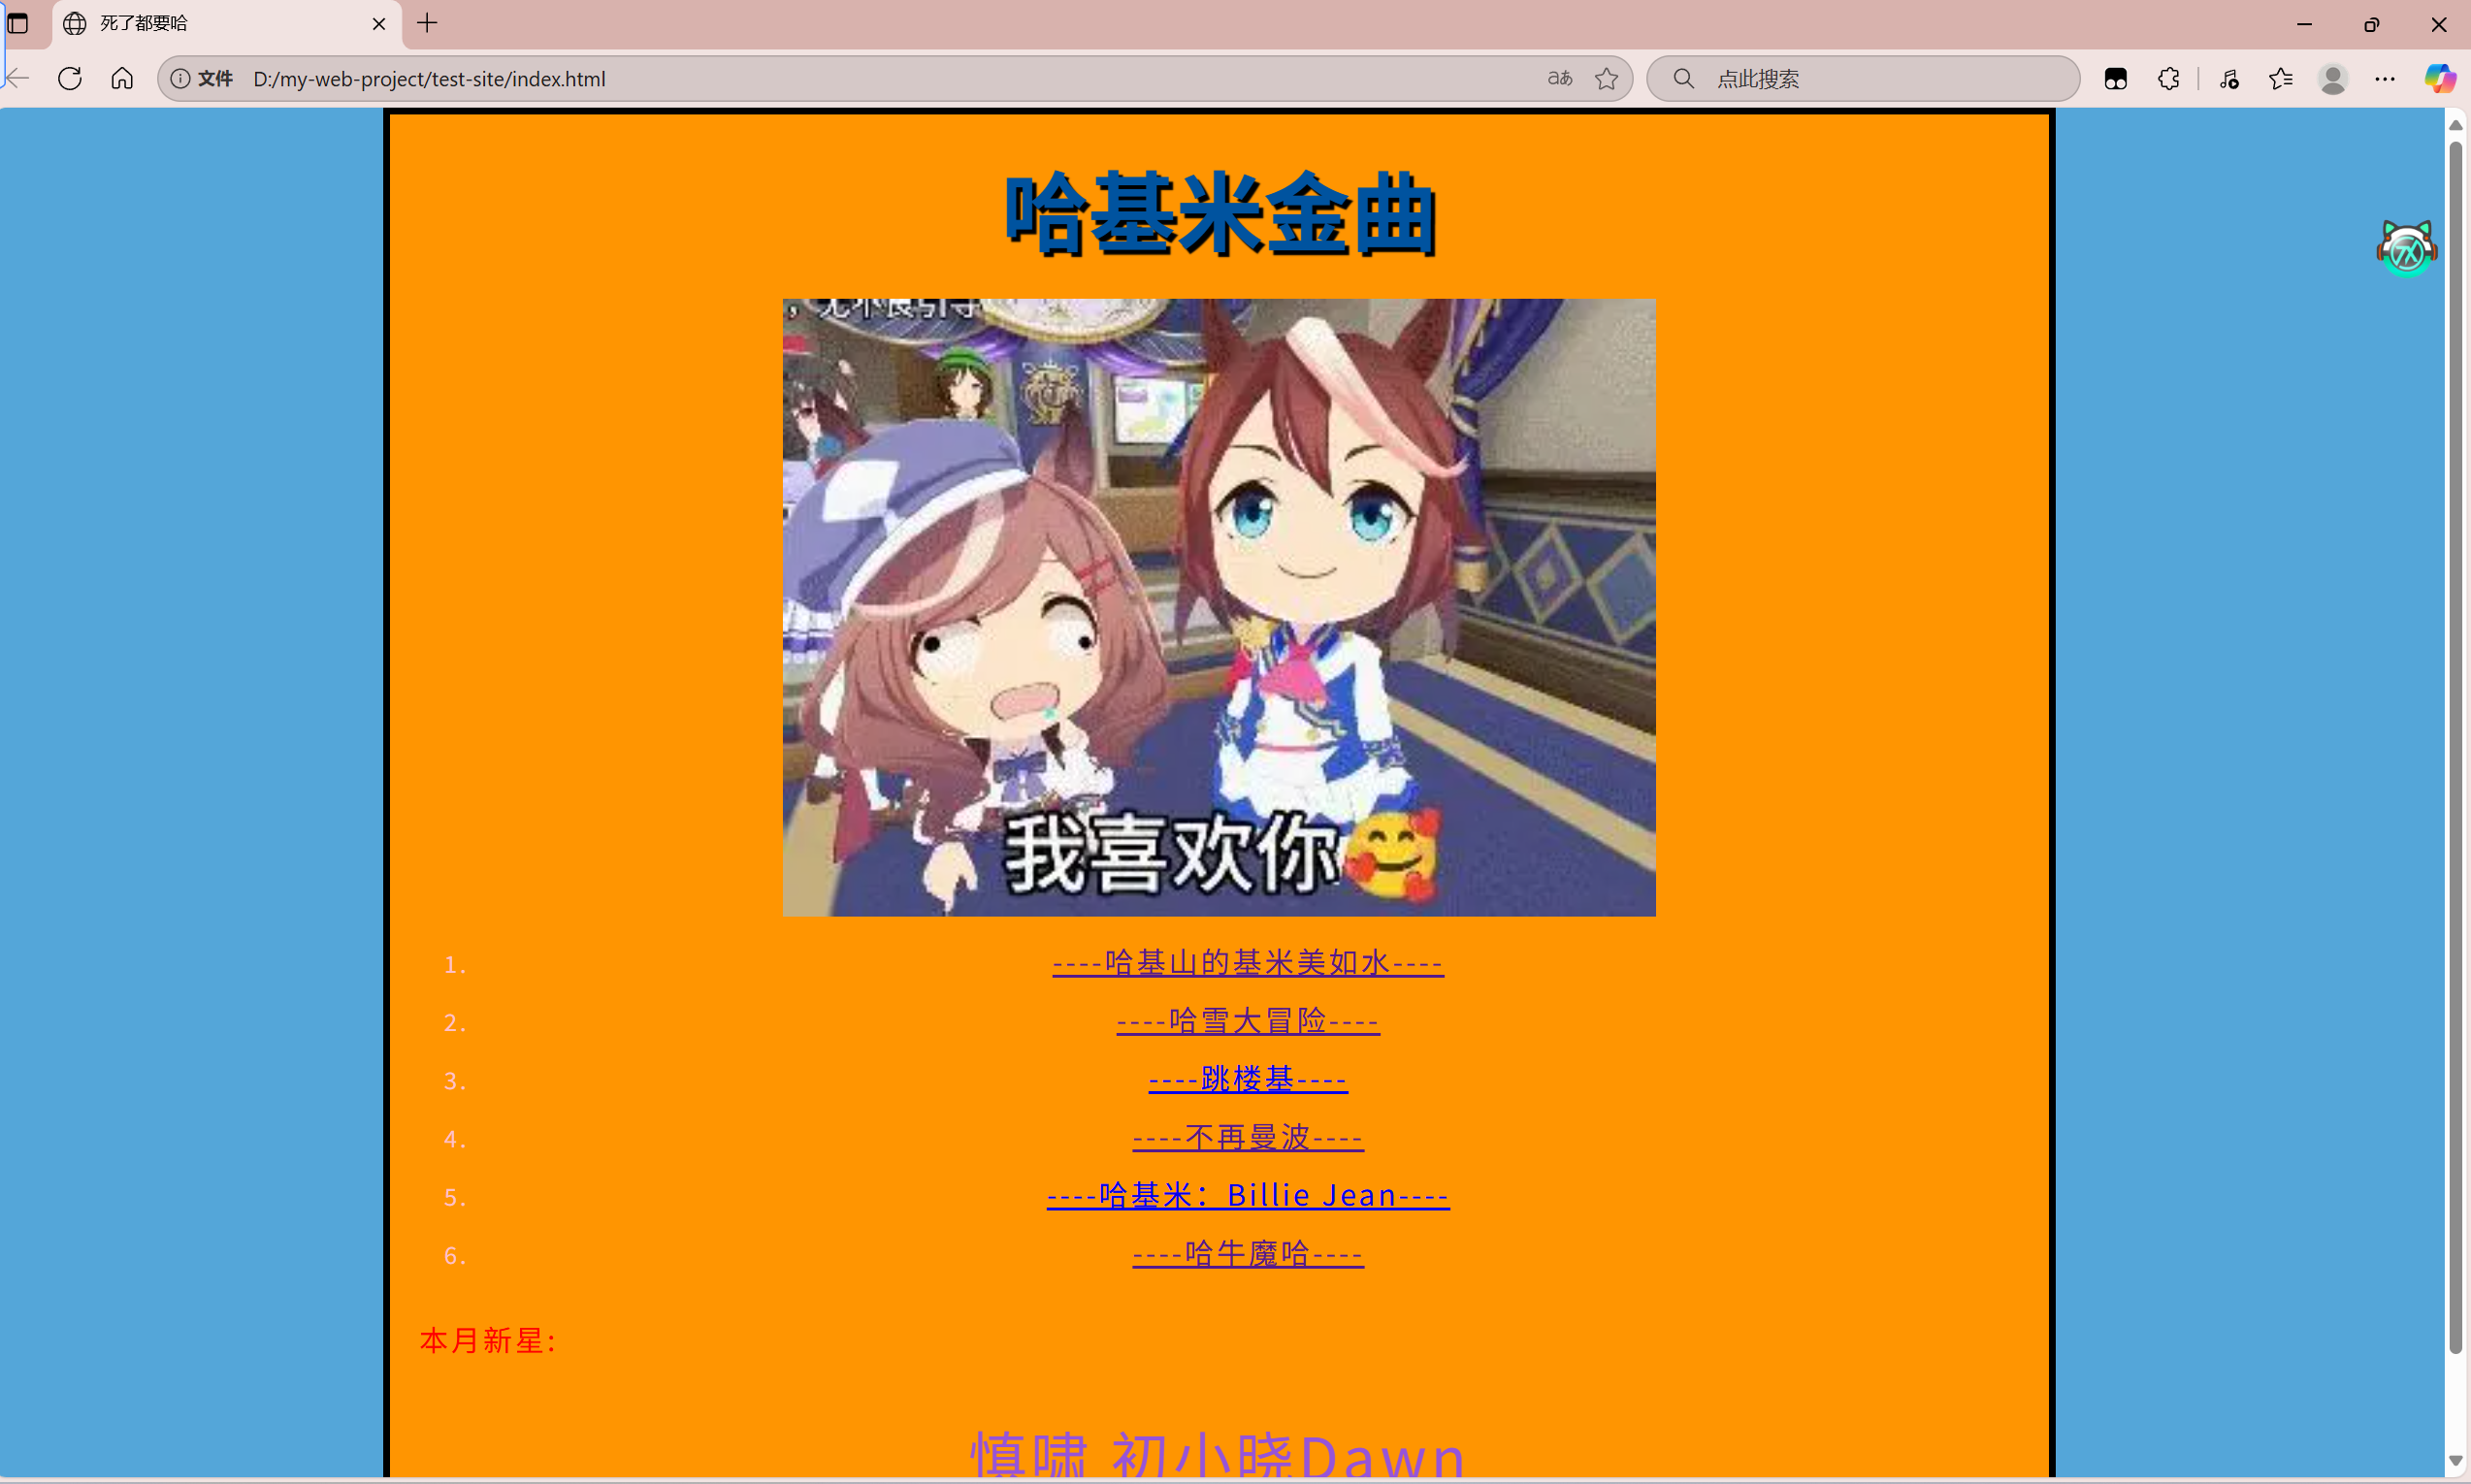 死了都要哈
文件 D:/my-web-project/test-site/index.html
点此搜索
哈基米金曲
我喜欢你
1. ----哈基山的基米美如水----
2. ----哈雪大冒险----
3. ----跳楼基----
4. ----不再曼波----
5. ----哈基米：Billie Jean----
6. ----哈牛魔哈----
本月新星：
慎啸 初小晓Dawn